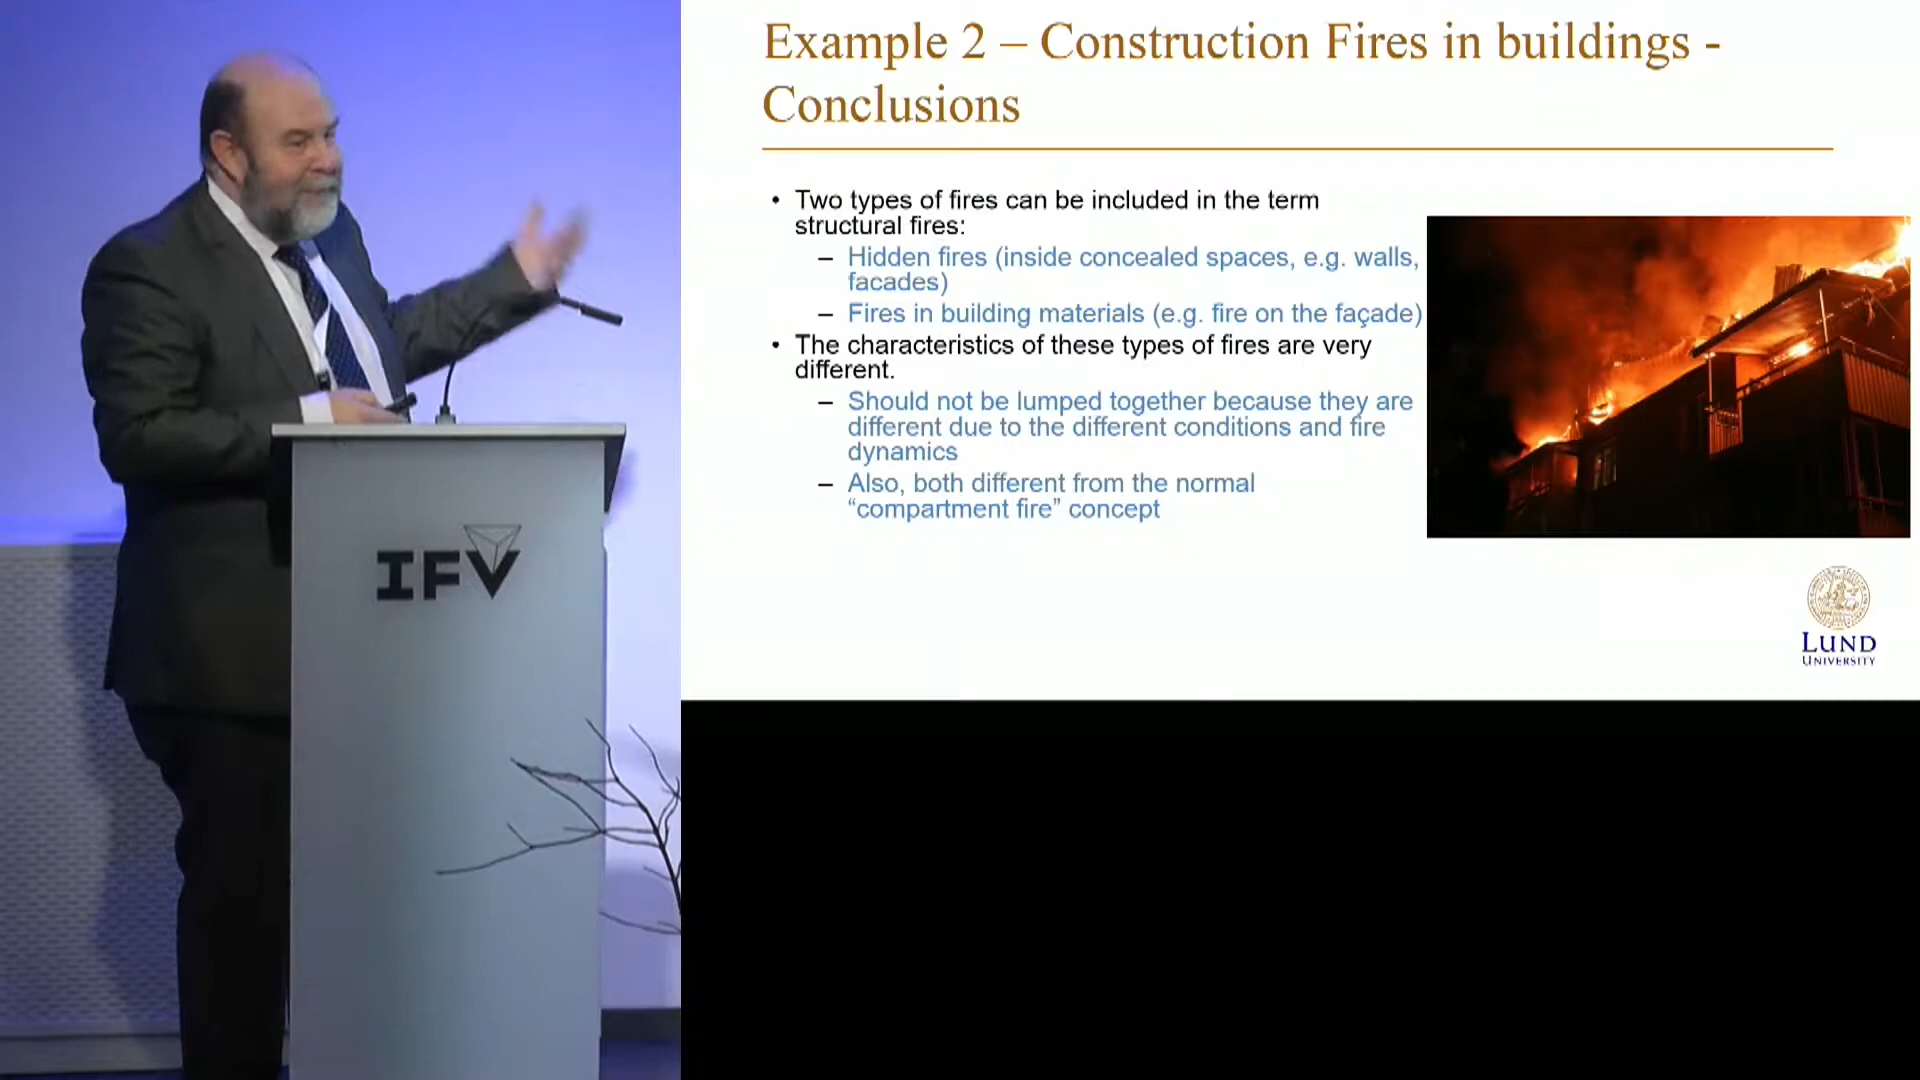 Example 2 – Construction Fires in buildings -
Conclusions
• Two types of fires can be included in the term
structural fires:
– Hidden fires (inside concealed spaces, e.g. walls,
facades)
– Fires in building materials (e.g. fire on the façade)
• The characteristics of these types of fires are very
different.
– Should not be lumped together because they are
different due to the different conditions and fire
dynamics
– Also, both different from the normal
“compartment fire” concept
IFV
LUND
UNIVERSITY